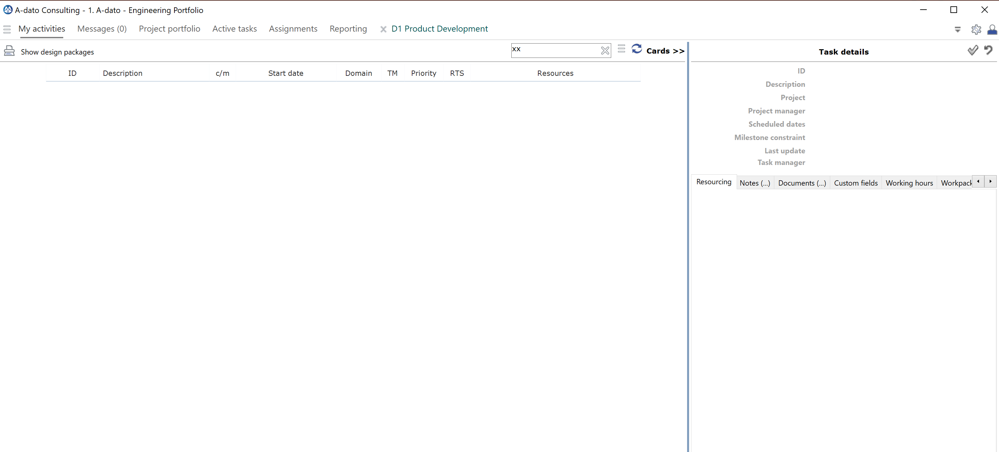 A-dato Consulting - 1. A-dato - Engineering Portfolio
My activities Messages (0) Project portfolio Active tasks Assignments Reporting D1 Product Development
Show design packages xx Cards >> Task details
ID Description c/m Start date Domain TM Priority RTS Resources
ID
Description
Project
Project manager
Scheduled dates
Milestone constraint
Last update
Task manager
Resourcing Notes (...) Documents (...) Custom fields Working hours Workpack